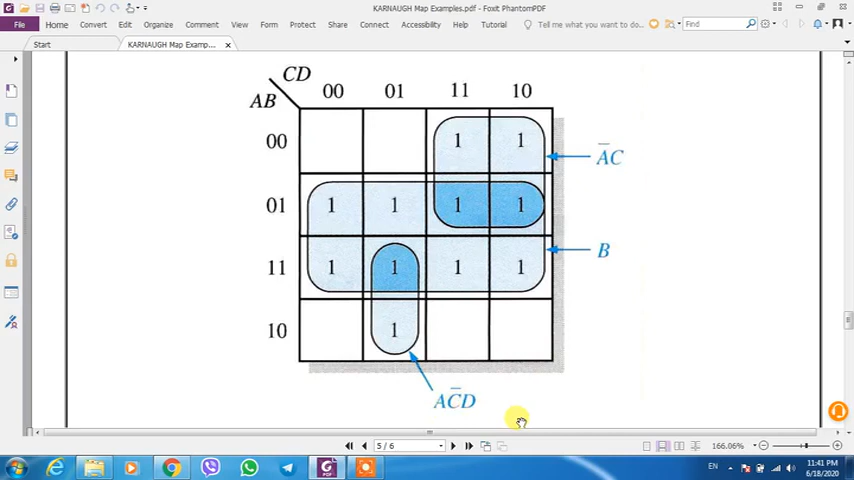 KARNAUGH Map Examples.pdf - Foxit PhantomPDF
File Home Convert Edit Organize Comment View Form Protect Share Connect Accessibility Help Tutorial Tell me what you want to do... Find
Start KARNAUGH Map Examp...
CD
AB 00 01 11 10
00 1 1
A̅C
01 1 1 1 1
B
11 1 1 1 1
10 1
AC̅D
5 / 6 166.06%
EN 11:41 PM
6/18/2020